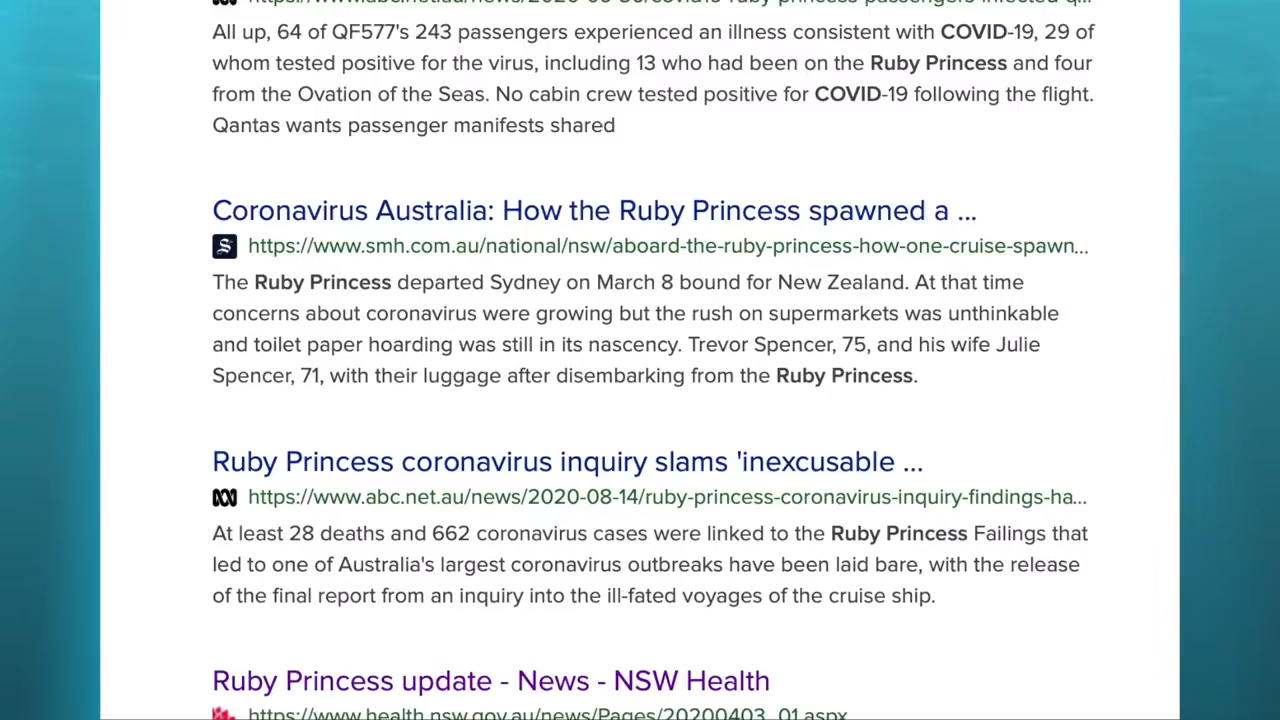 All up, 64 of QF577's 243 passengers experienced an illness consistent with COVID-19, 29 of
whom tested positive for the virus, including 13 who had been on the Ruby Princess and four
from the Ovation of the Seas. No cabin crew tested positive for COVID-19 following the flight.
Qantas wants passenger manifests shared
Coronavirus Australia: How the Ruby Princess spawned a ...
https://www.smh.com.au/national/nsw/aboard-the-ruby-princess-how-one-cruise-spawn...
The Ruby Princess departed Sydney on March 8 bound for New Zealand. At that time
concerns about coronavirus were growing but the rush on supermarkets was unthinkable
and toilet paper hoarding was still in its nascency. Trevor Spencer, 75, and his wife Julie
Spencer, 71, with their luggage after disembarking from the Ruby Princess.
Ruby Princess coronavirus inquiry slams 'inexcusable ...
https://www.abc.net.au/news/2020-08-14/ruby-princess-coronavirus-inquiry-findings-ha...
At least 28 deaths and 662 coronavirus cases were linked to the Ruby Princess Failings that
led to one of Australia's largest coronavirus outbreaks have been laid bare, with the release
of the final report from an inquiry into the ill-fated voyages of the cruise ship.
Ruby Princess update - News - NSW Health
https://www.health.nsw.gov.au/news/Pages/20200403_01.aspx